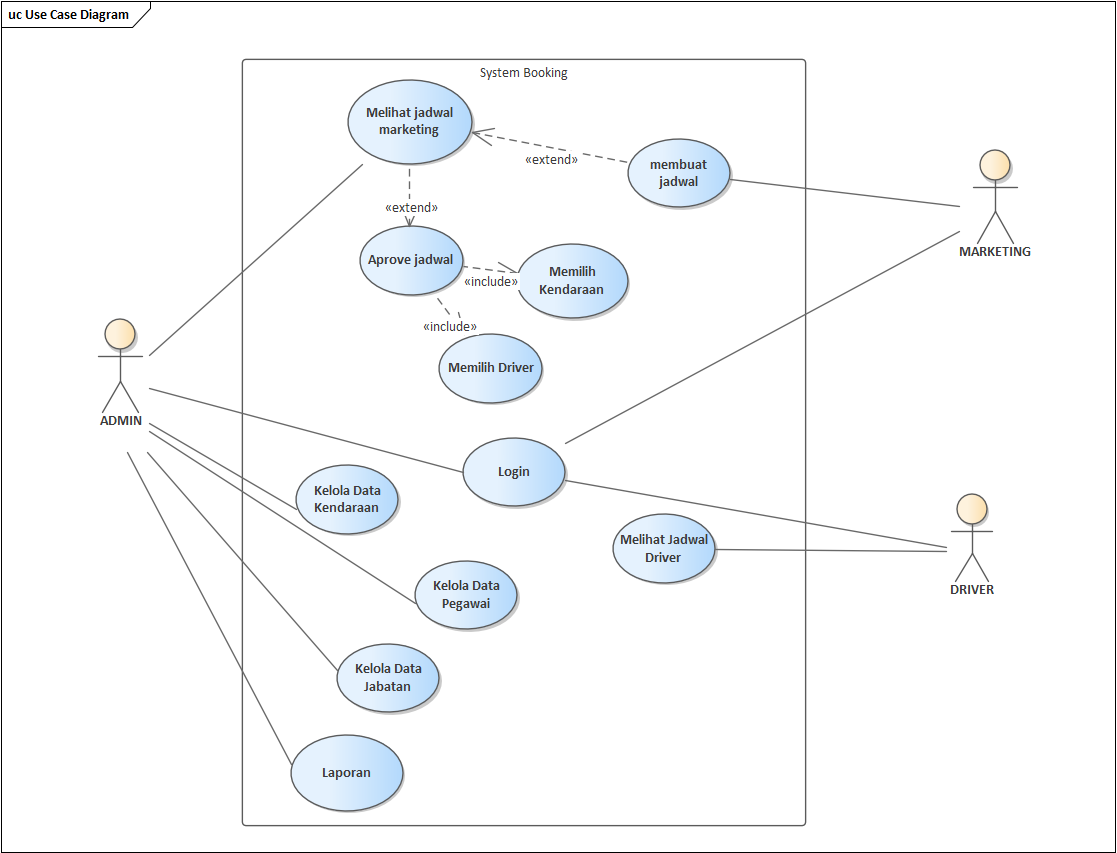 uc Use Case Diagram
System Booking
Melihat jadwal
marketing
«extend»
membuat
jadwal
«extend»
MARKETING
Aprove jadwal
«include»
Memilih
Kendaraan
«include»
Memilih Driver
ADMIN
Login
Kelola Data
Kendaraan
Melihat Jadwal
Driver
DRIVER
Kelola Data
Pegawai
Kelola Data
Jabatan
Laporan